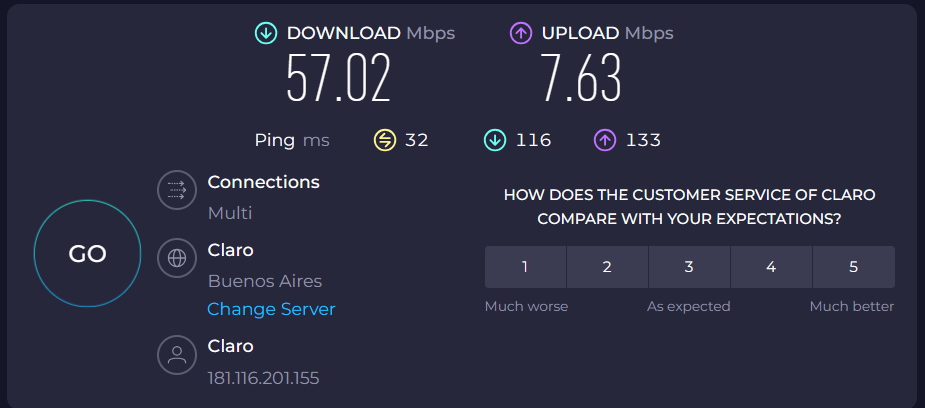 DOWNLOAD Mbps
57.02
UPLOAD Mbps
7.63
Ping ms 32 116 133
GO
Connections
Multi
Claro
Buenos Aires
Change Server
Claro
181.116.201.155
HOW DOES THE CUSTOMER SERVICE OF CLARO
COMPARE WITH YOUR EXPECTATIONS?
1 2 3 4 5
Much worse As expected Much better